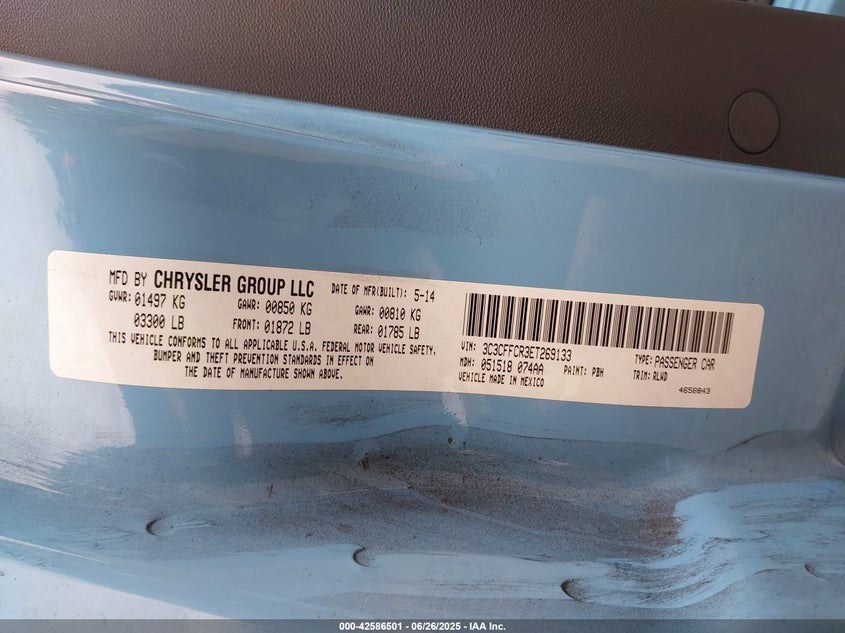 MFD BY CHRYSLER GROUP LLC DATE OF MFR(BUILT): 5-14
GVWR: 01497 KG GAWR: 00850 KG GAWR: 00810 KG
03300 LB FRONT: 01872 LB REAR: 01785 LB
THIS VEHICLE CONFORMS TO ALL APPLICABLE U.S.A. FEDERAL MOTOR VEHICLE SAFETY,
BUMPER AND THEFT PREVENTION STANDARDS IN EFFECT ON
THE DATE OF MANUFACTURE SHOWN ABOVE.
VIN: 3C3CFFCR3ET269133 TYPE: PASSENGER CAR
MDH: 051518 074AA PAINT: PBH TRIM: RLWD
VEHICLE MADE IN MEXICO 4656843
000-42586501 | 06/26/2025 - IAA Inc.